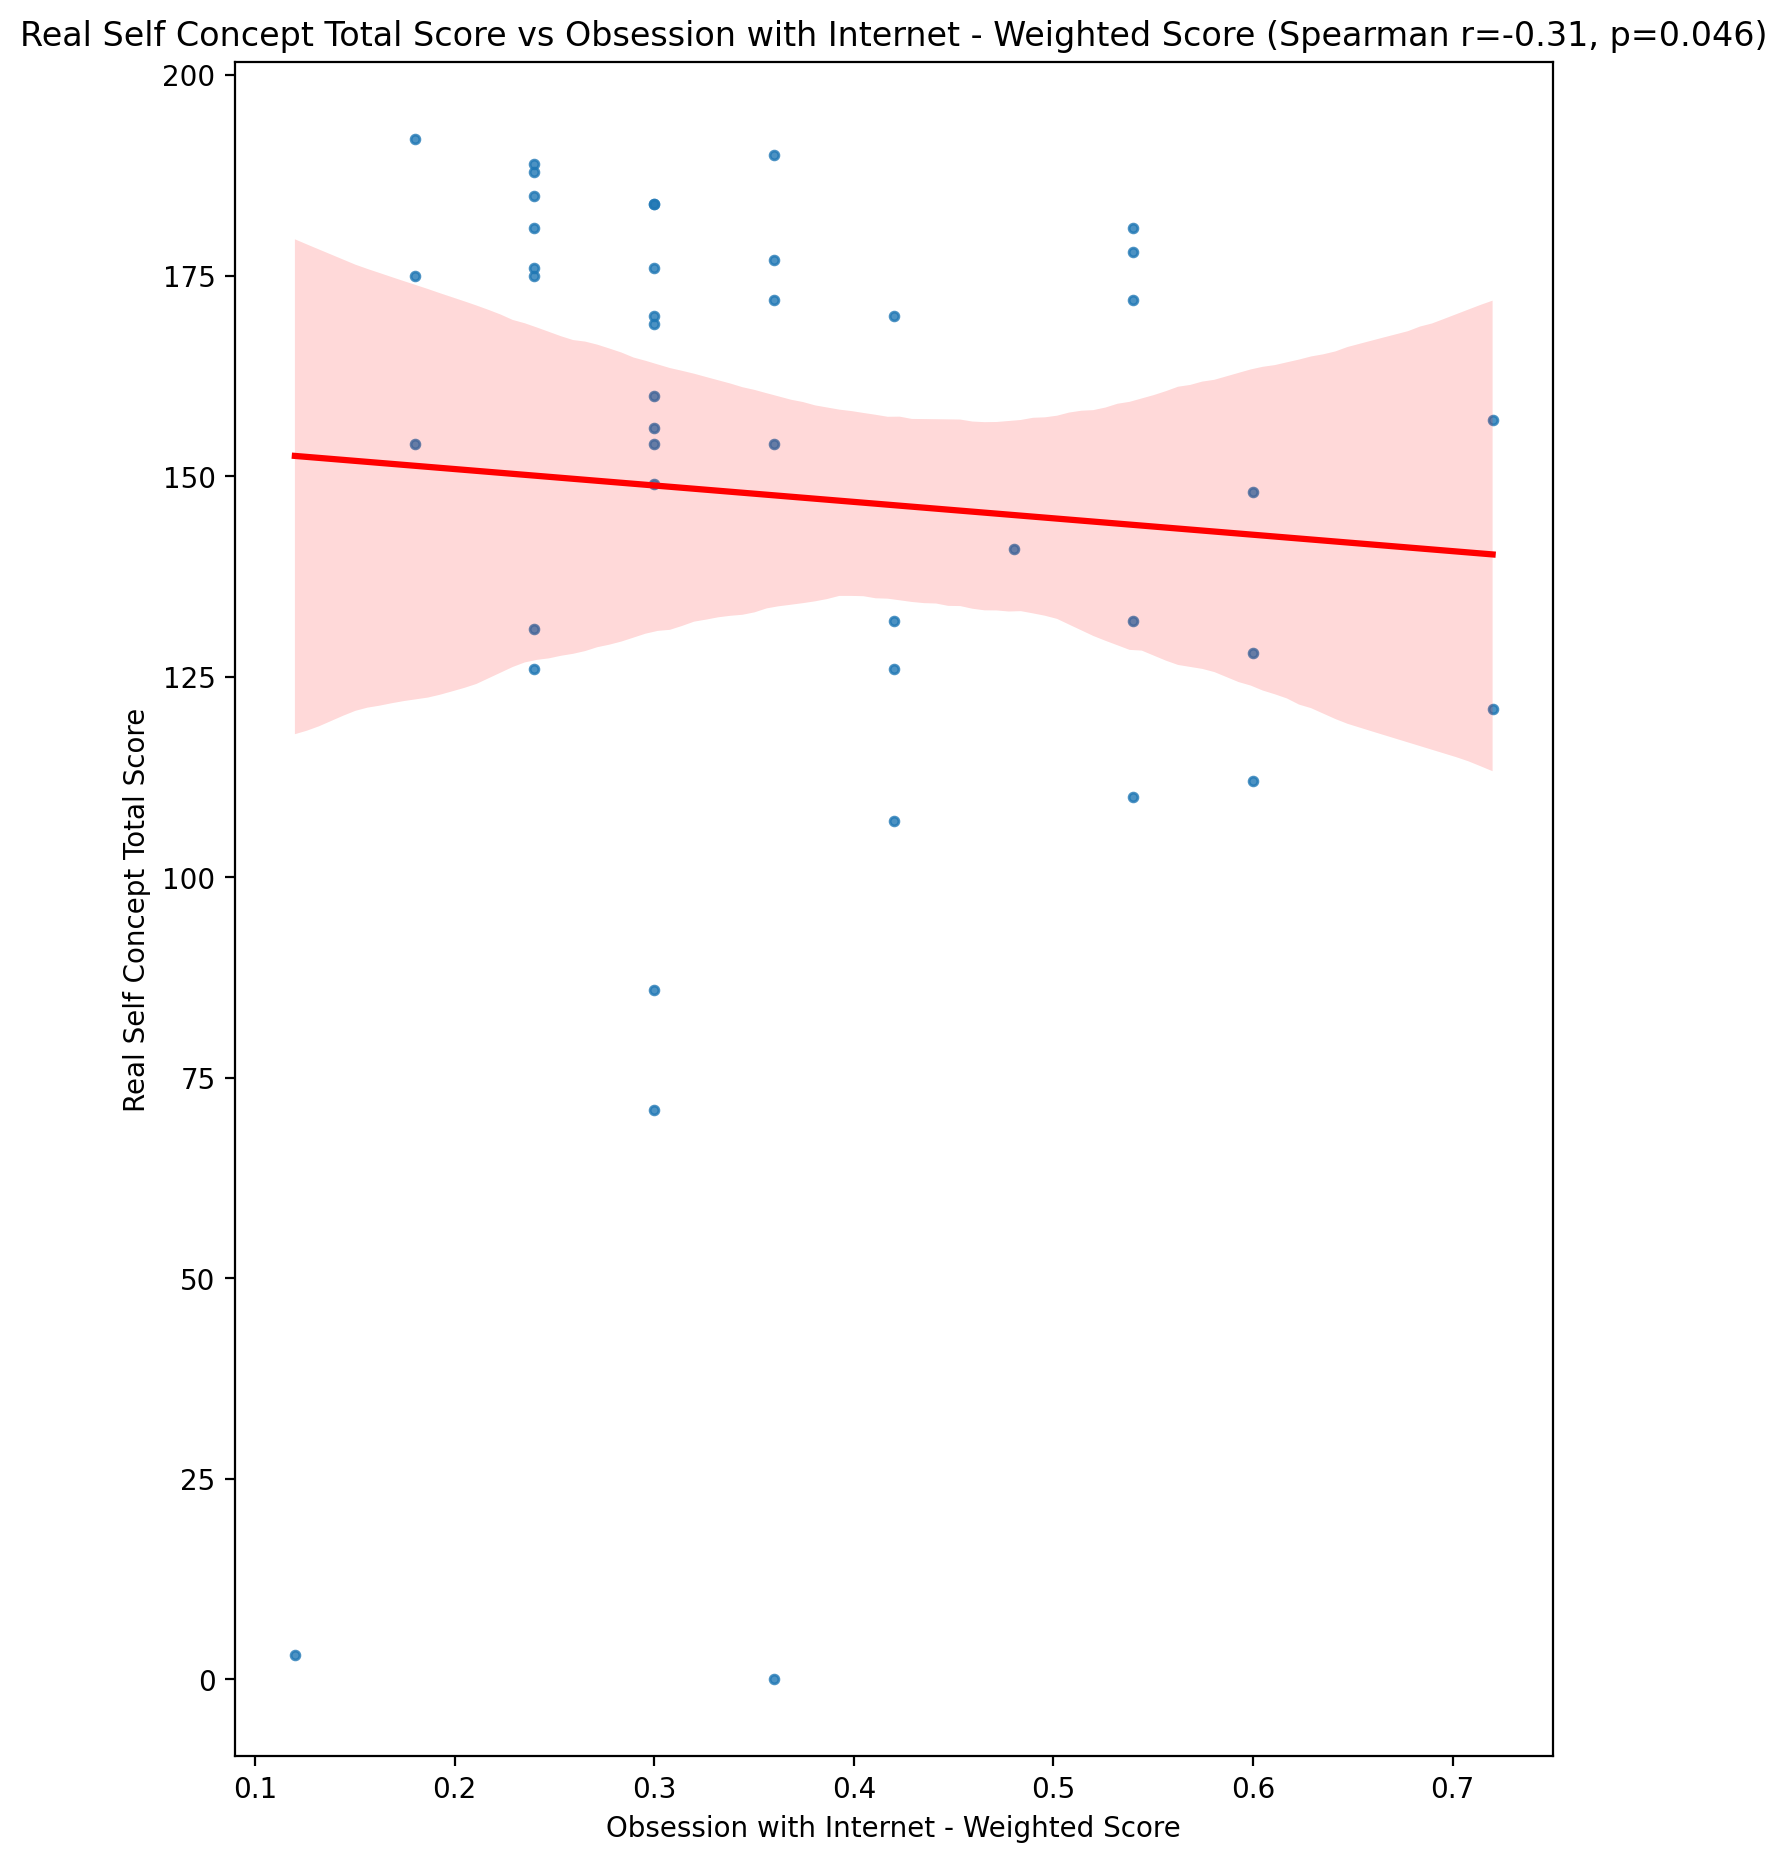 Real Self Concept Total Score vs Obsession with Internet - Weighted Score (Spearman r=-0.31, p=0.046)
200
175
150
125
100
75
50
25
0
Real Self Concept Total Score
0.1 0.2 0.3 0.4 0.5 0.6 0.7
Obsession with Internet - Weighted Score